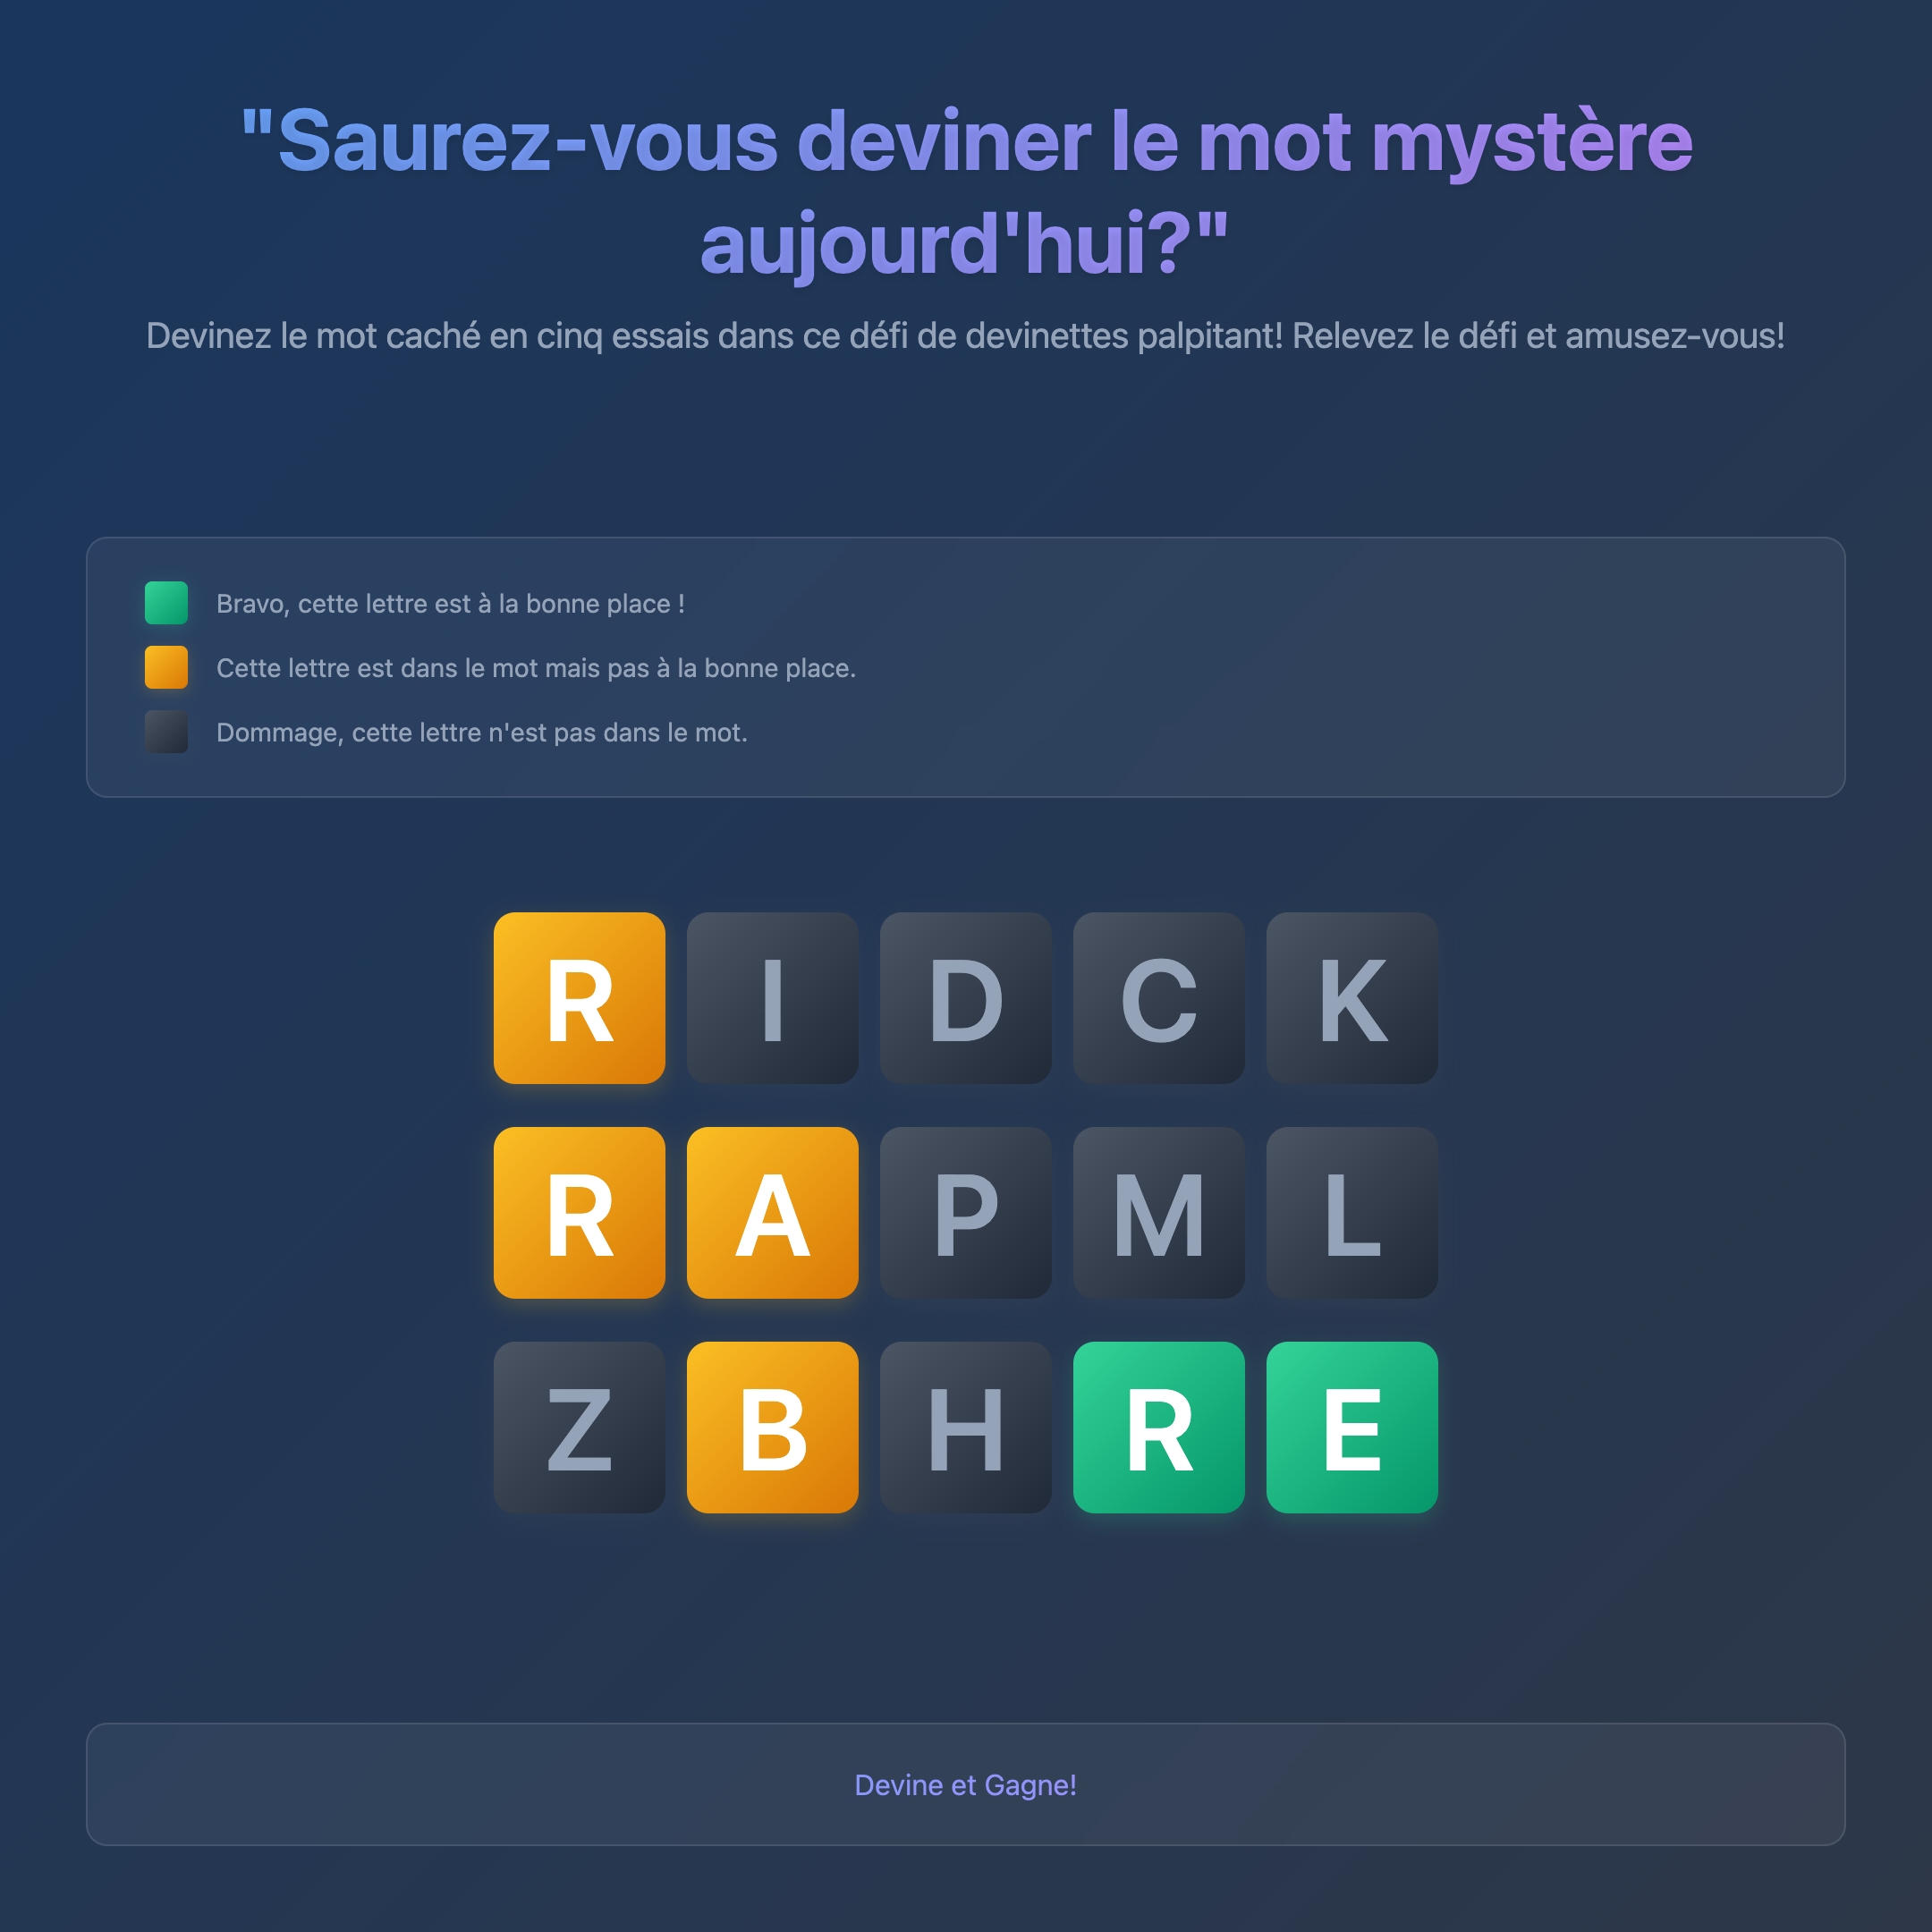 "Saurez-vous deviner le mot mystère
aujourd'hui?"
Devinez le mot caché en cinq essais dans ce défi de devinettes palpitant! Relevez le défi et amusez-vous!
Bravo, cette lettre est à la bonne place !
Cette lettre est dans le mot mais pas à la bonne place.
Dommage, cette lettre n'est pas dans le mot.
R I D C K
R A P M L
Z B H R E
Devine et Gagne!